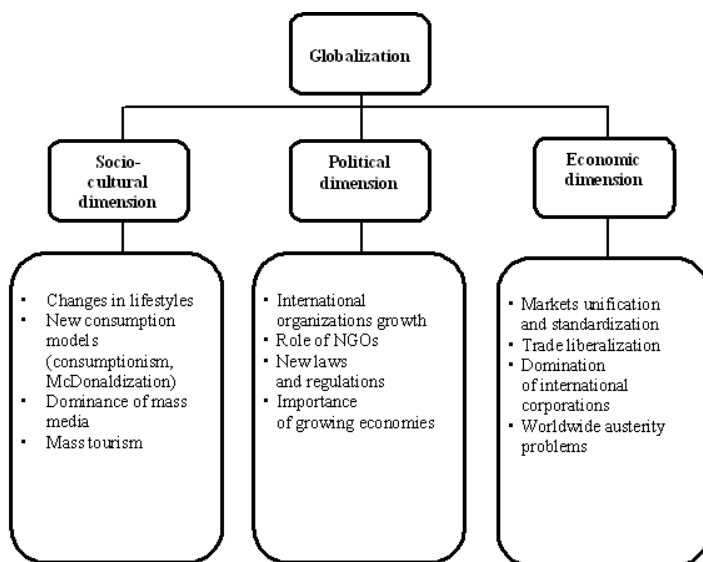 Globalization
Socio-
cultural
dimension
Political
dimension
Economic
dimension
• Changes in lifestyles
• New consumption
models
(consumptionism,
McDonaldization)
• Dominance of mass
media
• Mass tourism
• International
organizations growth
• Role of NGOs
• New laws
and regulations
• Importance
of growing economies
• Markets unification
and standardization
• Trade liberalization
• Domination
of international
corporations
• Worldwide austerity
problems